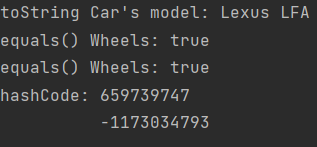 toString Car's model: Lexus LFA
equals() Wheels: true
equals() Wheels: true
hashCode: 659739747
-1173034793